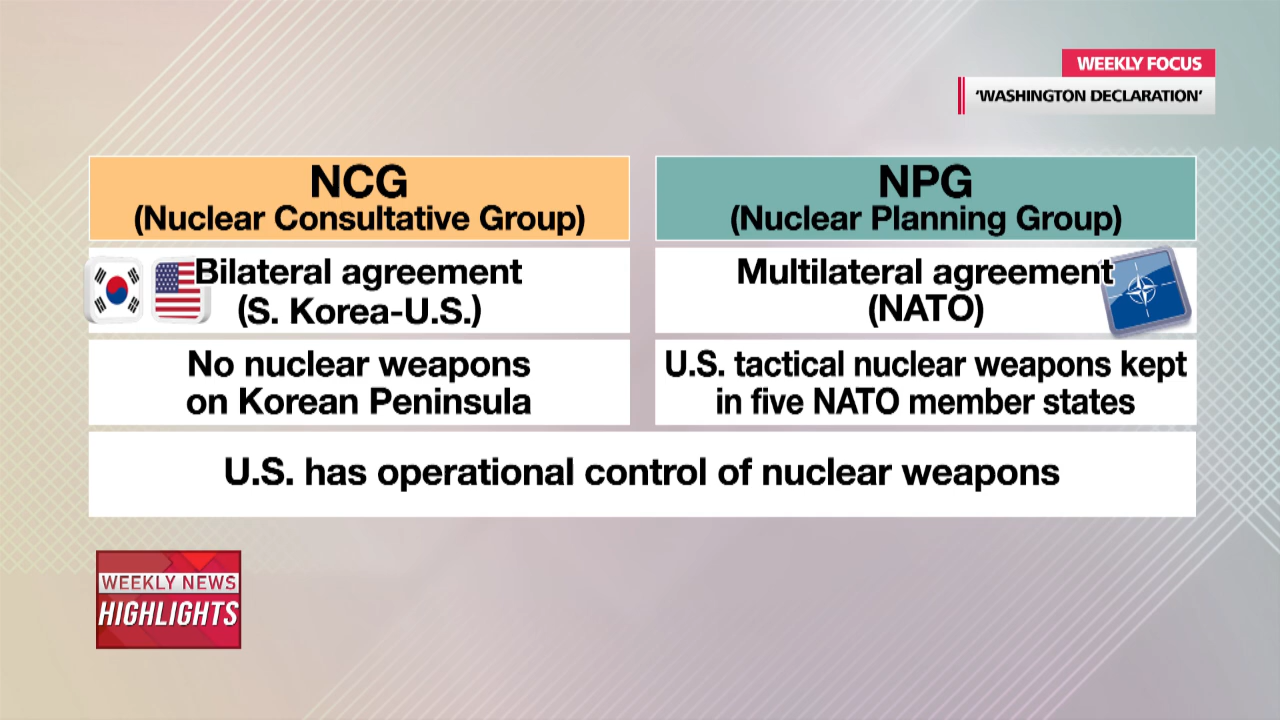 WEEKLY FOCUS
'WASHINGTON DECLARATION'
NCG
(Nuclear Consultative Group)
Bilateral agreement
(S. Korea-U.S.)
No nuclear weapons
on Korean Peninsula
NPG
(Nuclear Planning Group)
Multilateral agreement
(NATO)
U.S. tactical nuclear weapons kept
in five NATO member states
U.S. has operational control of nuclear weapons
WEEKLY NEWS
HIGHLIGHTS